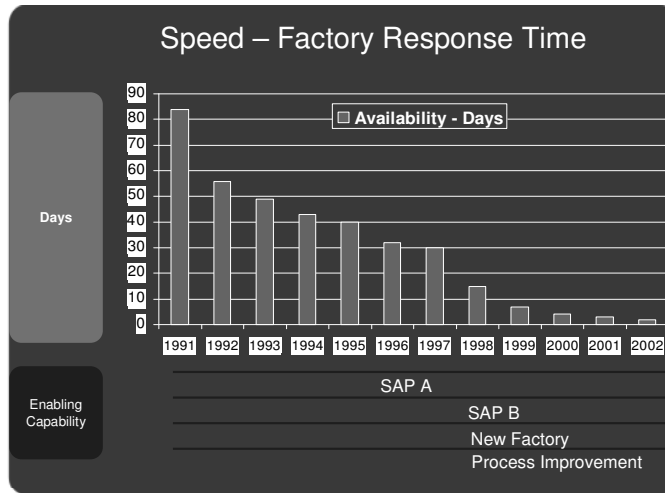 Speed – Factory Response Time
90
80
70
60
50
40
30
20
10
0
Availability - Days
Days
1991 1992 1993 1994 1995 1996 1997 1998 1999 2000 2001 2002
Enabling
Capability
SAP A
SAP B
New Factory
Process Improvement